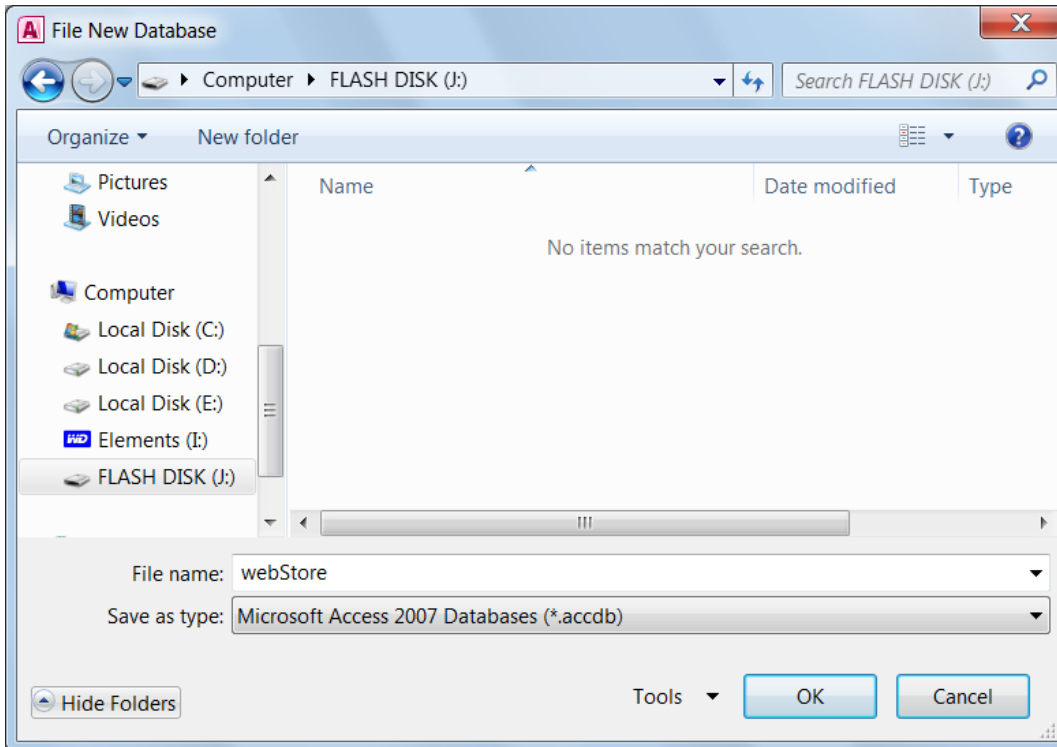 A File New Database X
Computer FLASH DISK (J:) Search FLASH DISK (J:)
Organize New folder ?
Pictures
Videos
Computer
Local Disk (C:)
Local Disk (D:)
Local Disk (E:)
WD Elements (I:)
FLASH DISK (J:)
Name Date modified Type
No items match your search.
File name: webStore
Save as type: Microsoft Access 2007 Databases (*.accdb)
Hide Folders Tools OK Cancel